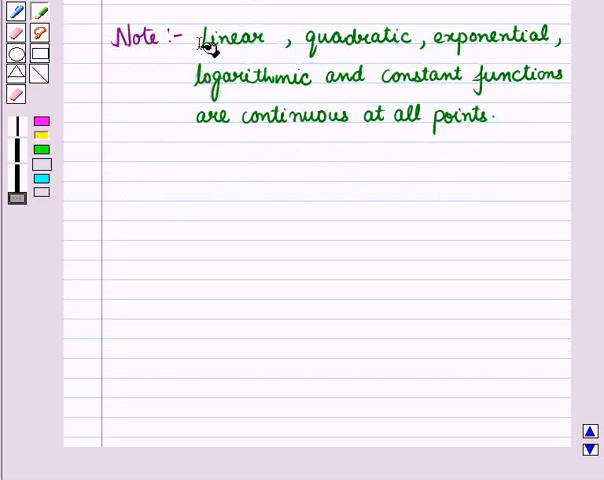 Note :- Linear , quadratic , exponential ,
logarithmic and constant functions
are continuous at all points.